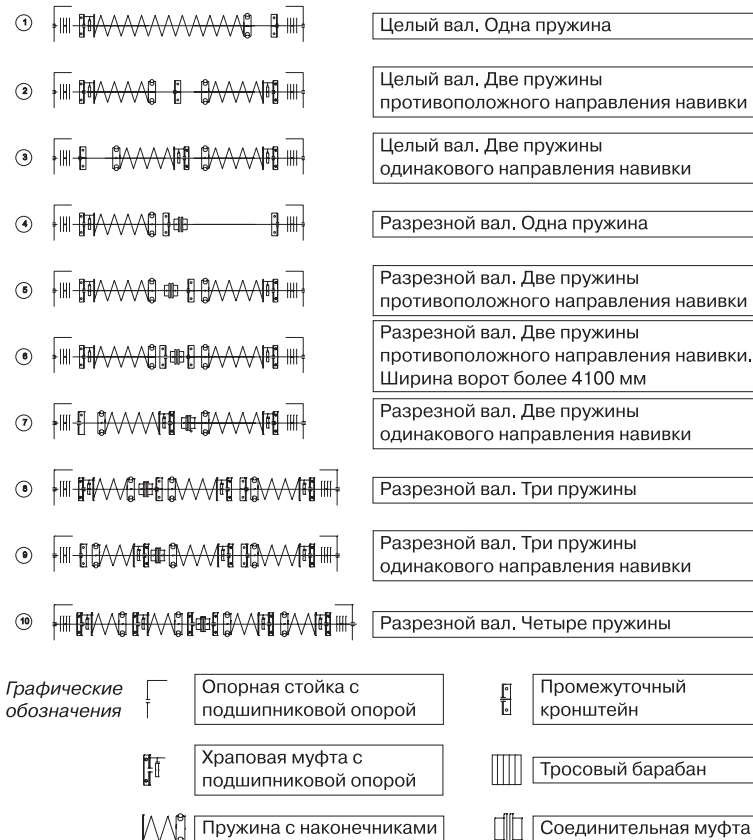 1
Целый вал. Одна пружина
2
Целый вал. Две пружины
противоположного направления навивки
3
Целый вал. Две пружины
одинакового направления навивки
4
Разрезной вал. Одна пружина
5
Разрезной вал. Две пружины
противоположного направления навивки
6
Разрезной вал. Две пружины
противоположного направления навивки.
Ширина ворот более 4100 мм
7
Разрезной вал. Две пружины
одинакового направления навивки
8
Разрезной вал. Три пружины
9
Разрезной вал. Три пружины
одинакового направления навивки
10
Разрезной вал. Четыре пружины
Графические
обозначения
Опорная стойка с
подшипниковой опорой
Промежуточный
кронштейн
Храповая муфта с
подшипниковой опорой
Тросовый барабан
Пружина с наконечниками
Соединительная муфта